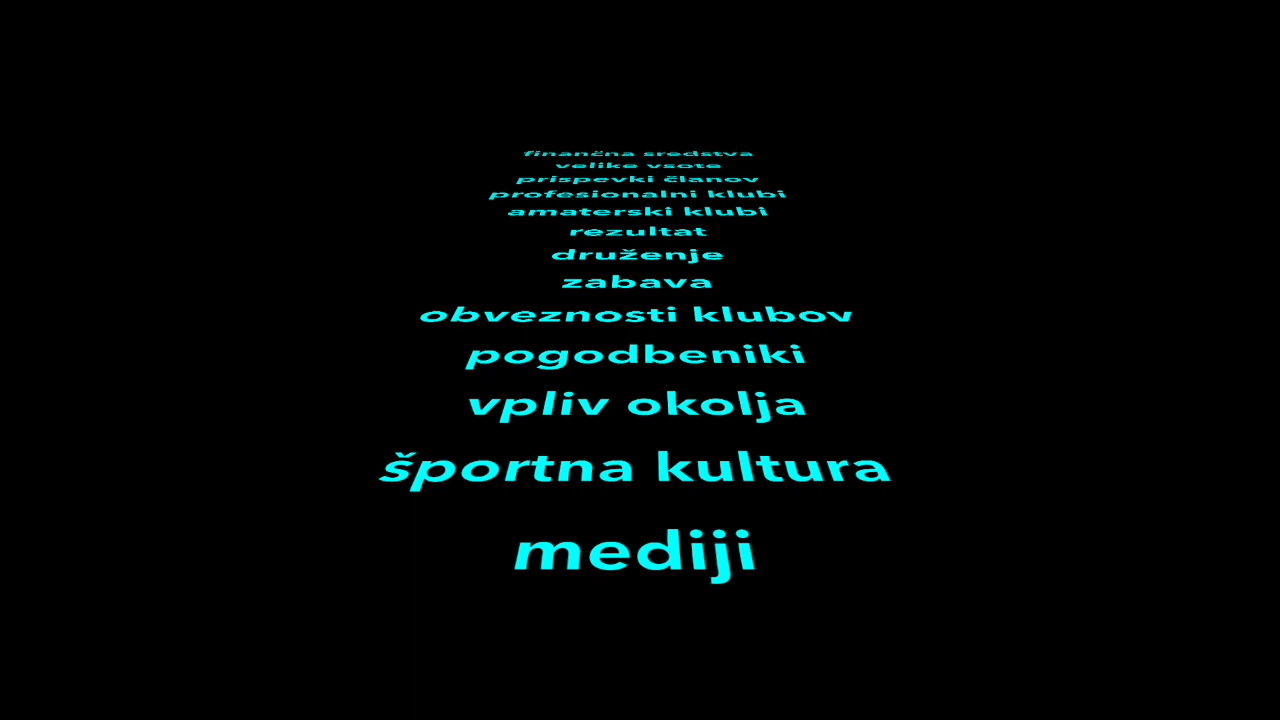 finančna sredstva
velike vsote
prispevki članov
profesionalni klubi
amaterski klubi
rezultat
druženje
zabava
obveznosti klubov
pogodbeniki
vpliv okolja
športna kultura
mediji